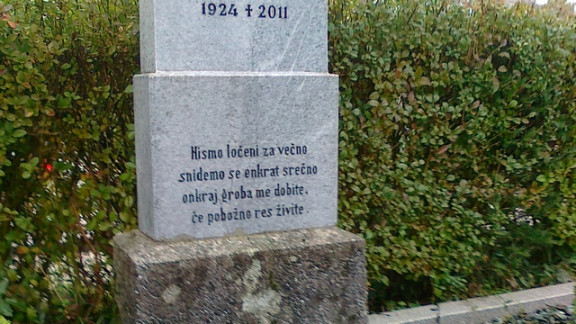 1924 ✝ 2011
Nismo ločeni za večno
snidemo se enkrat srečno
onkraj groba me dobite,
če pobožno res živite.